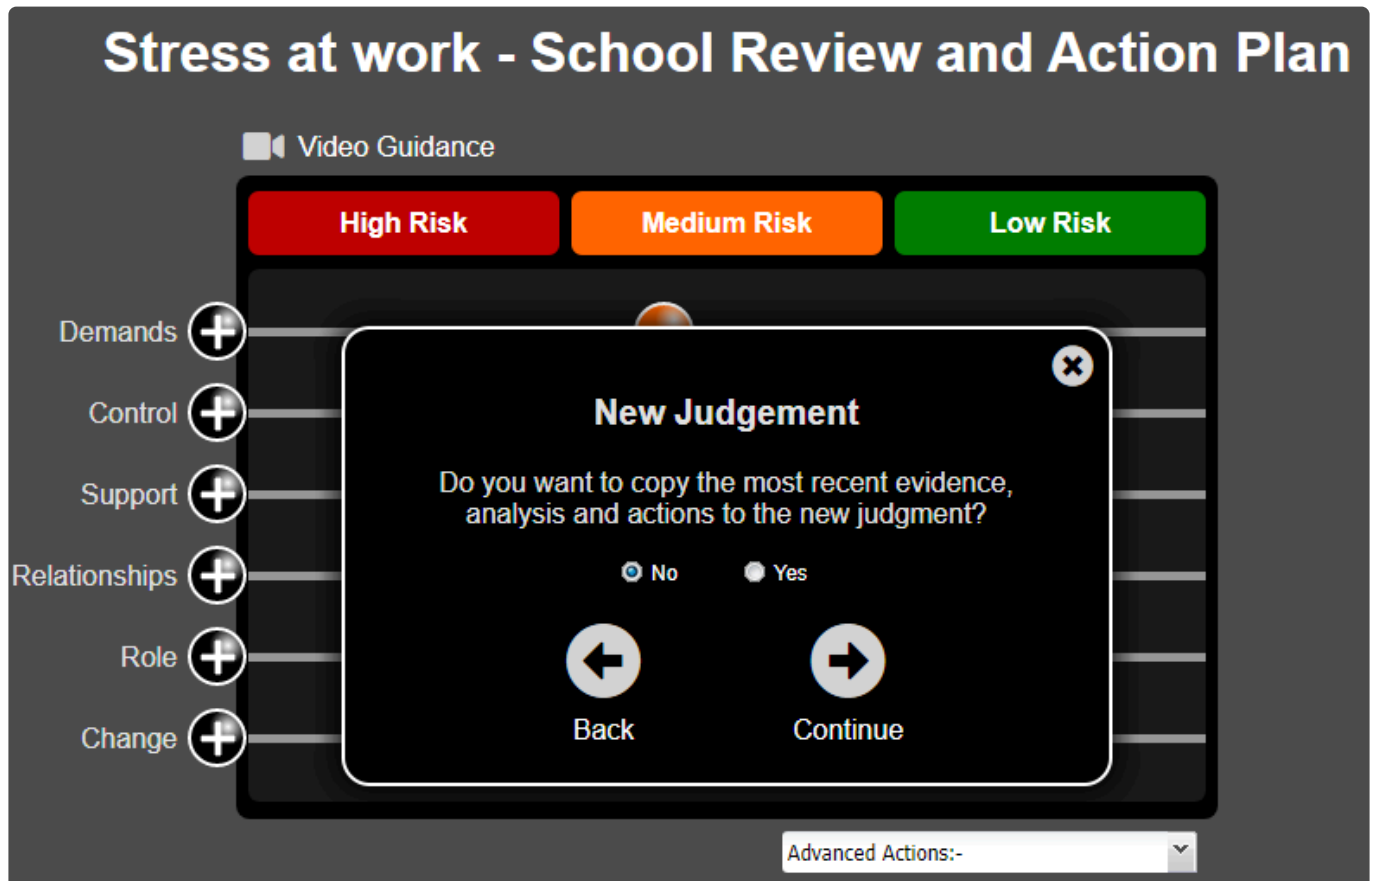 Stress at work - School Review and Action Plan
Video Guidance
High Risk
Medium Risk
Low Risk
Demands
Control
Support
Relationships
Role
Change
New Judgement
Do you want to copy the most recent evidence,
analysis and actions to the new judgment?
No
Yes
Back
Continue
Advanced Actions:-